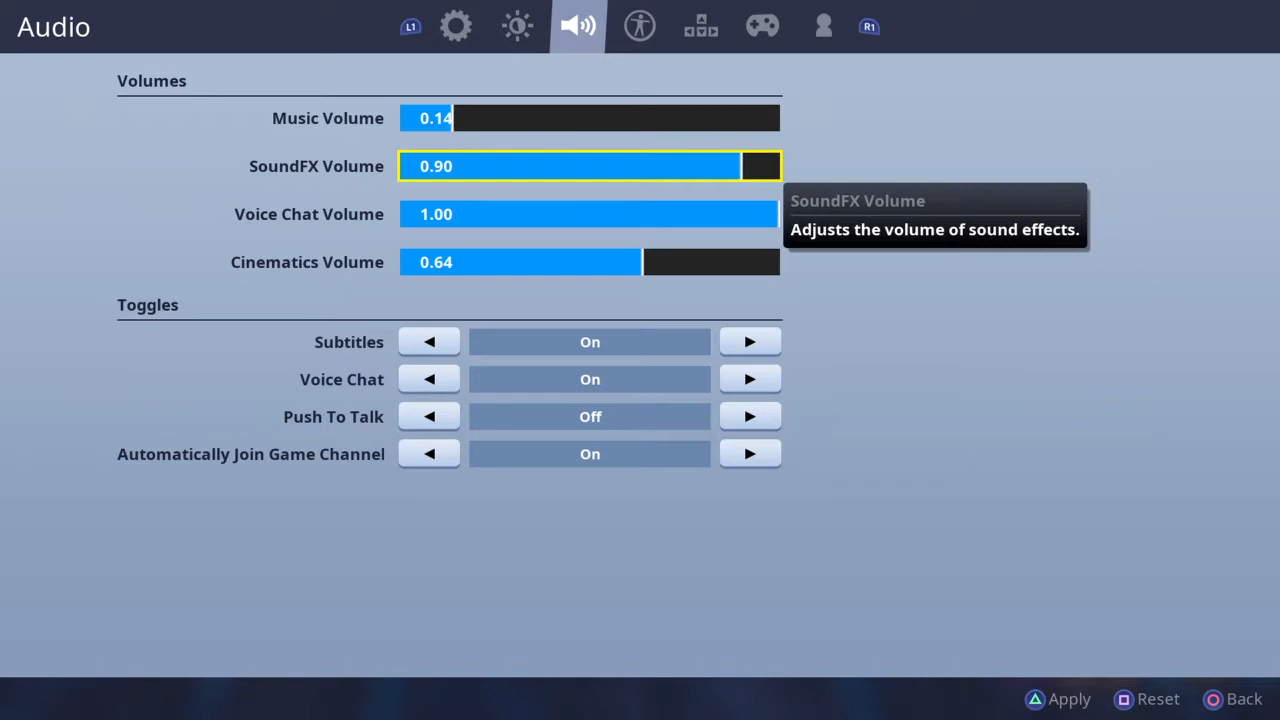 Audio
L1
R1
Volumes
Music Volume
0.14
SoundFX Volume
0.90
Voice Chat Volume
1.00
Cinematics Volume
0.64
SoundFX Volume
Adjusts the volume of sound effects.
Toggles
Subtitles
On
Voice Chat
On
Push To Talk
Off
Automatically Join Game Channel
On
Apply
Reset
Back